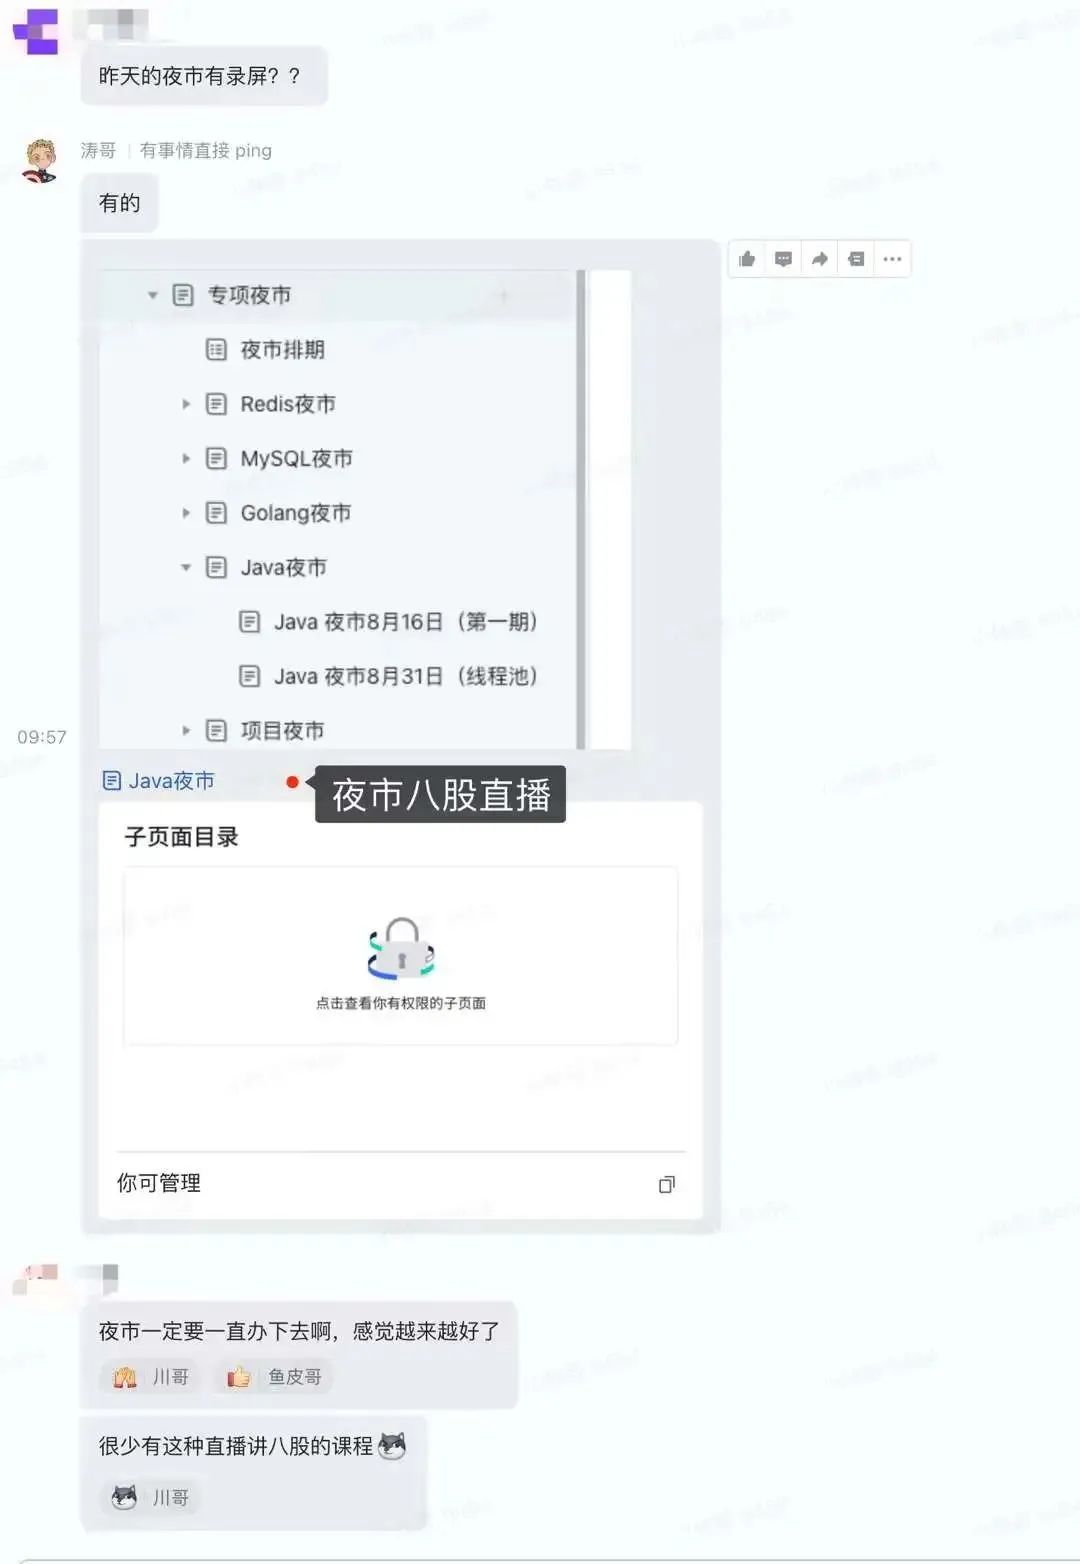 昨天的夜市有录屏？？
涛哥 | 有事情直接 ping
有的
专项夜市
夜市排期
Redis夜市
MySQL夜市
Golang夜市
Java夜市
Java 夜市8月16日（第一期）
Java 夜市8月31日（线程池）
项目夜市
09:57
Java夜市
夜市八股直播
子页面目录
点击查看你有权限的子页面
你可管理
夜市一定要一直办下去啊，感觉越来越好了
川哥 鱼皮哥
很少有这种直播讲八股的课程
川哥